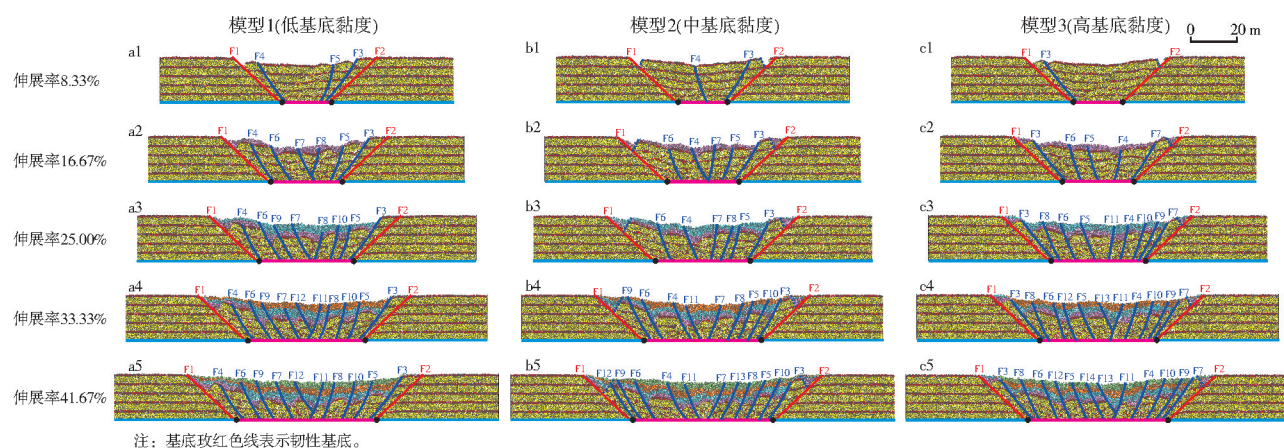 模型1(低基底黏度) 模型2(中基底黏度) 模型3(高基底黏度) 0 20 m
伸展率8.33%
a1 F1 F4 F5 F3 F2
b1 F1 F4 F3 F2
c1 F1 F3 F2
伸展率16.67%
a2 F1 F4 F6 F7 F8 F5 F3 F2
b2 F1 F6 F4 F7 F5 F3 F2
c2 F1 F3 F6 F5 F4 F7 F2
伸展率25.00%
a3 F1 F4 F6 F9 F7 F8 F10 F5 F3 F2
b3 F1 F6 F4 F7 F8 F5 F3 F2
c3 F1 F3 F8 F6 F5 F11 F4 F10 F9 F7 F2
伸展率33.33%
a4 F1 F4 F6 F9 F7 F12 F11 F8 F10 F5 F3 F2
b4 F1 F9 F6 F4 F11 F7 F8 F5 F10 F3 F2
c4 F1 F3 F8 F6 F12 F5 F13 F11 F4 F10 F9 F7 F2
伸展率41.67%
a5 F1 F4 F6 F9 F7 F12 F11 F8 F10 F5 F3 F2
b5 F1 F12 F9 F6 F4 F11 F7 F13 F8 F5 F10 F3 F2
c5 F1 F3 F8 F6 F12 F5 F14 F13 F11 F4 F10 F9 F7 F2
注：基底玫红色线表示韧性基底。